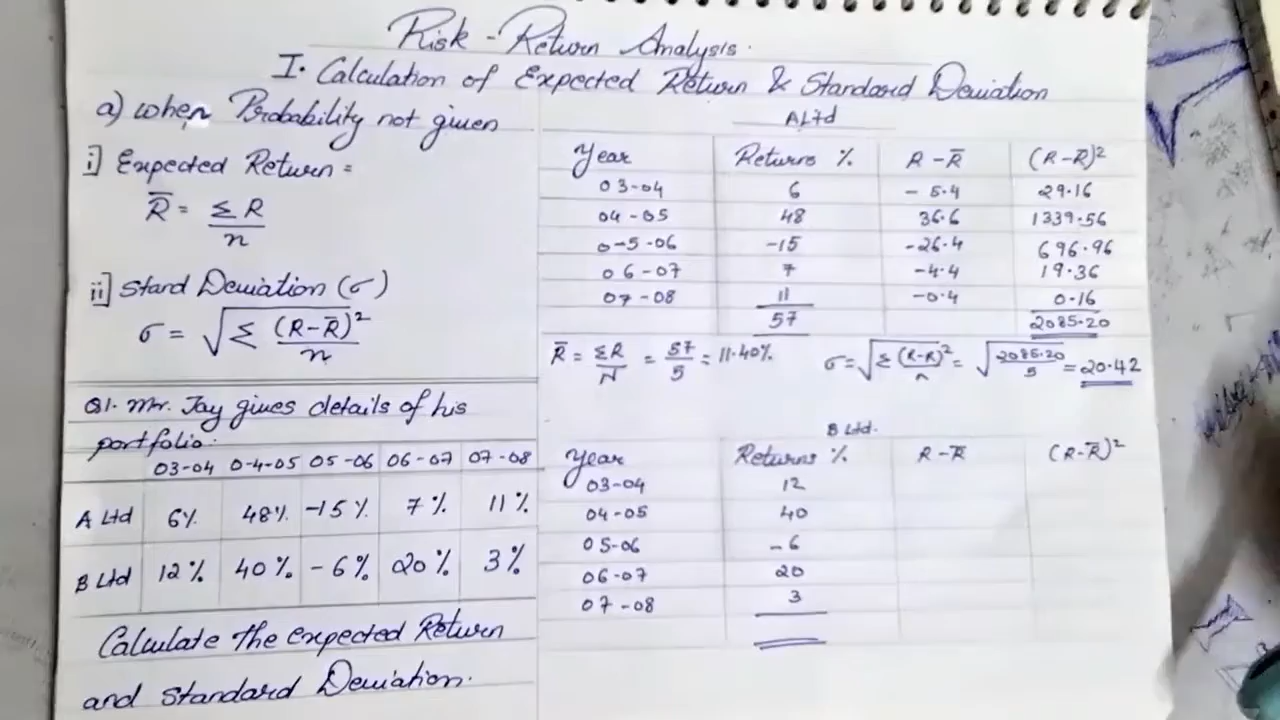 Risk - Return Analysis.
I. Calculation of Expected Return & Standard Deviation
a) when Probability not given
i] Expected Return =
R̅ = ΣR
n
ii] Stard Deviation (σ)
σ = √Σ (R-R̅)²
n
Q1. Mr. Jay gives details of his
portfolio.
03-04 0-4-05 05-06 06-07 07-08
A Ltd 6% 48% -15% 7% 11%
B Ltd 12% 40% -6% 20% 3%
Calculate the expected Return
and Standard Deviation.
A Ltd
Year Returns % R-R̅ (R-R̅)²
03-04 6 -5.4 29.16
04-05 48 36.6 1339.56
0-5-06 -15 -26.4 696.96
06-07 7 -4.4 19.36
07-08 11 -0.4 0.16
57 2085.20
R̅ = ΣR = 57 = 11.40% σ = √Σ (R-R)² = √2085.20 = 20.42
N 5 n 5
B Ltd.
Year Returns % R-R̅ (R-R̅)²
03-04 12
04-05 40
05-06 -6
06-07 20
07-08 3